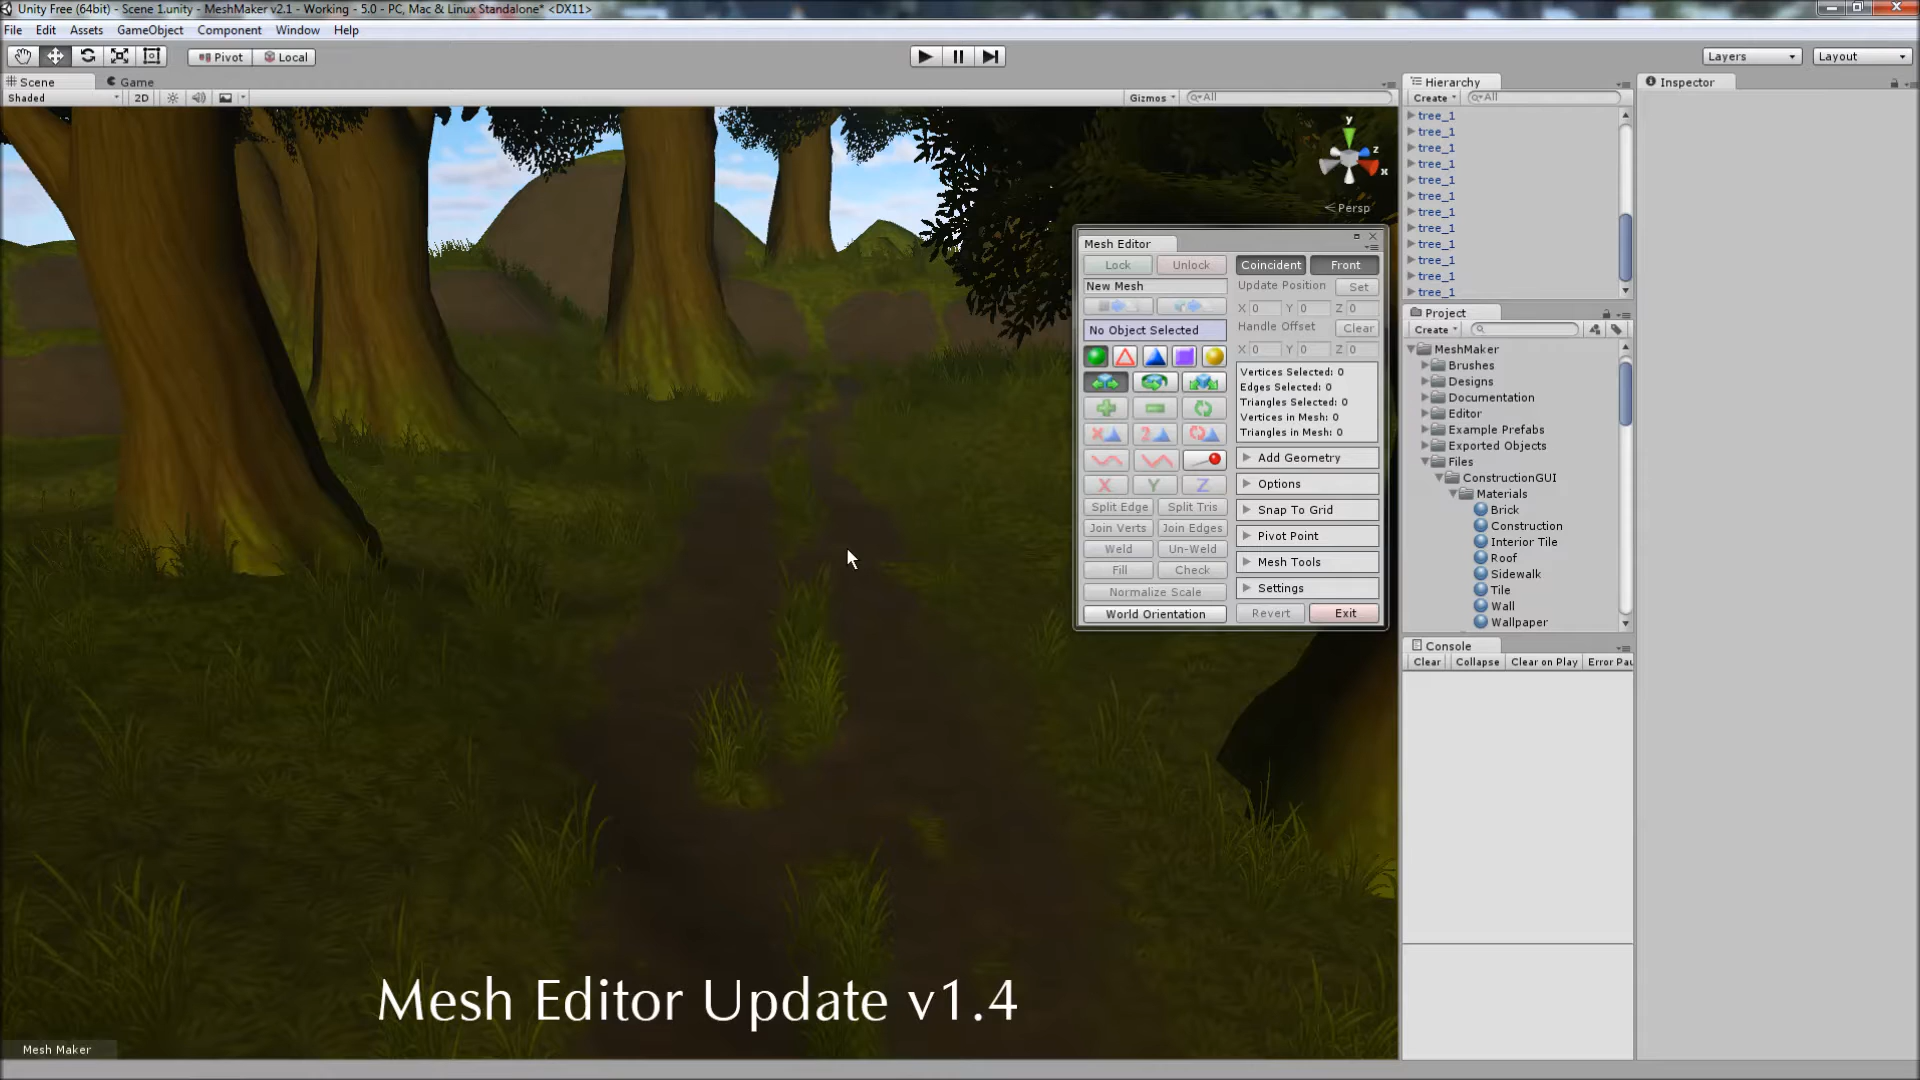 Unity Free (64bit) - Scene 1.unity - MeshMaker v2.1 - Working - 5.0 - PC, Mac & Linux Standalone* <DX11>
File Edit Assets GameObject Component Window Help
Pivot Local
Layers Layout
Scene Game
Shaded 2D Gizmos All
Hierarchy
Create All
tree_1
tree_1
tree_1
tree_1
tree_1
tree_1
tree_1
tree_1
tree_1
tree_1
tree_1
tree_1
Inspector
y
z
x
Persp
Mesh Editor
Lock Unlock Coincident Front
New Mesh Update Position Set
X 0 Y 0 Z 0
No Object Selected Handle Offset Clear
X 0 Y 0 Z 0
Vertices Selected: 0
Edges Selected: 0
Triangles Selected: 0
Vertices in Mesh: 0
Triangles in Mesh: 0
2
X Y Z
Split Edge Split Tris
Join Verts Join Edges
Weld Un-Weld
Fill Check
Normalize Scale
World Orientation
Add Geometry
Options
Snap To Grid
Pivot Point
Mesh Tools
Settings
Revert Exit
Project
Create
MeshMaker
Brushes
Designs
Documentation
Editor
Example Prefabs
Exported Objects
Files
ConstructionGUI
Materials
Brick
Construction
Interior Tile
Roof
Sidewalk
Tile
Wall
Wallpaper
Console
Clear Collapse Clear on Play Error Pau
Mesh Editor Update v1.4
Mesh Maker